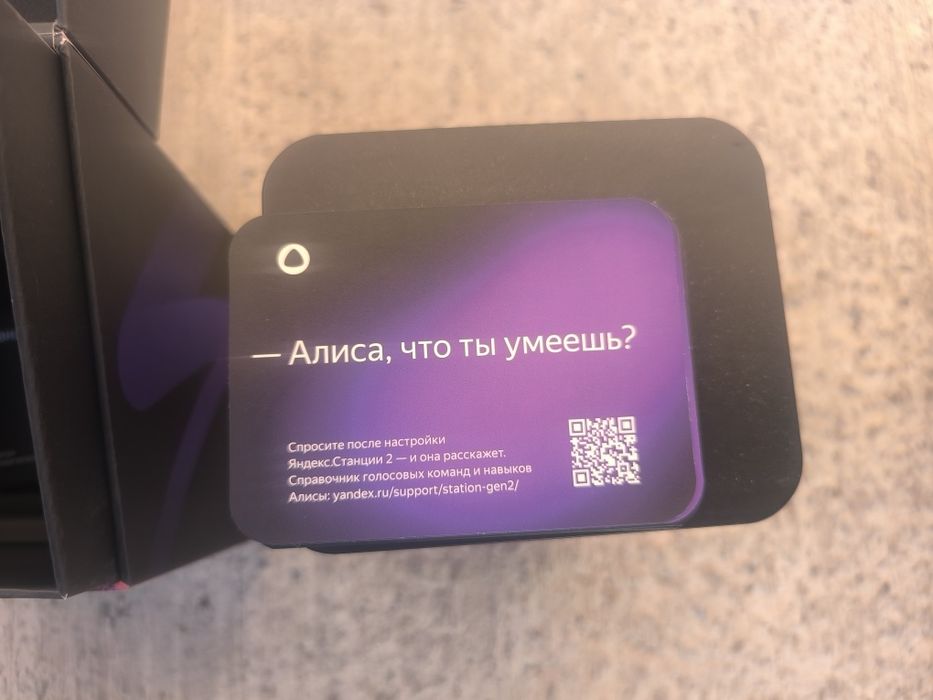 — Алиса, что ты умеешь?
Спросите после настройки
Яндекс.Станции 2 — и она расскажет.
Справочник голосовых команд и навыков
Алисы: yandex.ru/support/station-gen2/